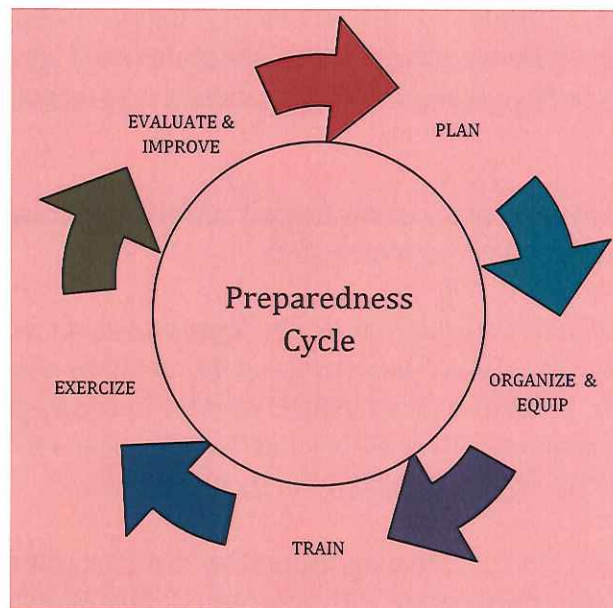 EVALUATE &
IMPROVE
PLAN
Preparedness
Cycle
ORGANIZE &
EQUIP
EXERCIZE
TRAIN